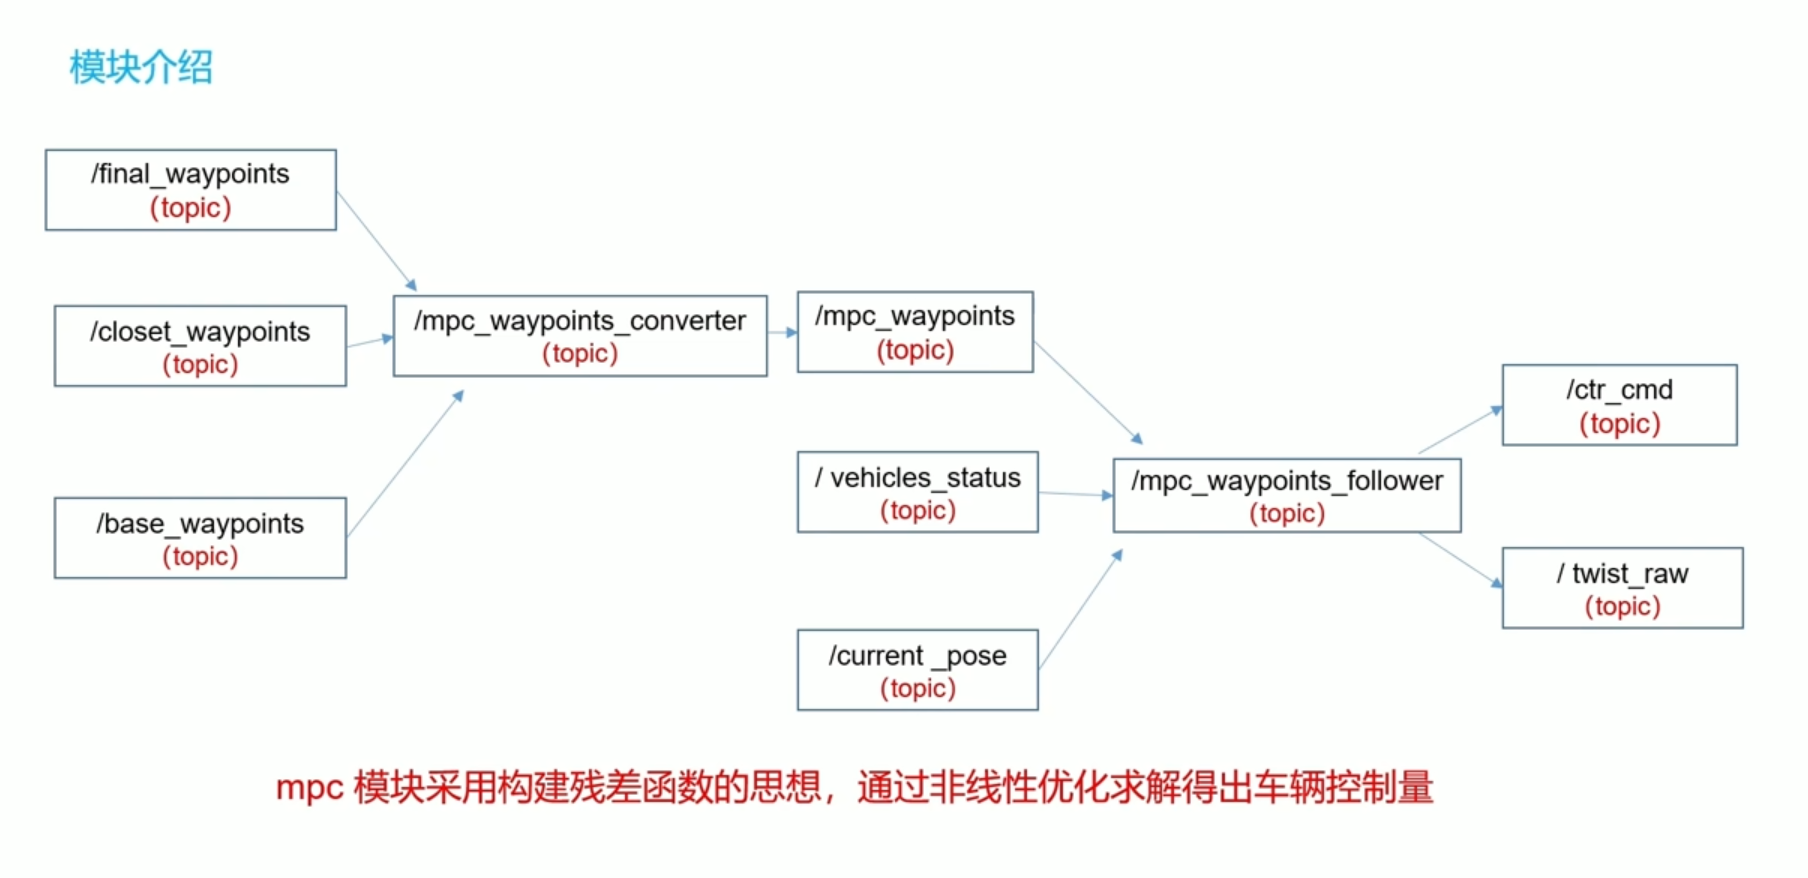 模块介绍
/final_waypoints
(topic)
/closet_waypoints
(topic)
/base_waypoints
(topic)
/mpc_waypoints_converter
(topic)
/mpc_waypoints
(topic)
/ vehicles_status
(topic)
/current _pose
(topic)
/mpc_waypoints_follower
(topic)
/ctr_cmd
(topic)
/ twist_raw
(topic)
mpc 模块采用构建残差函数的思想，通过非线性优化求解得出车辆控制量